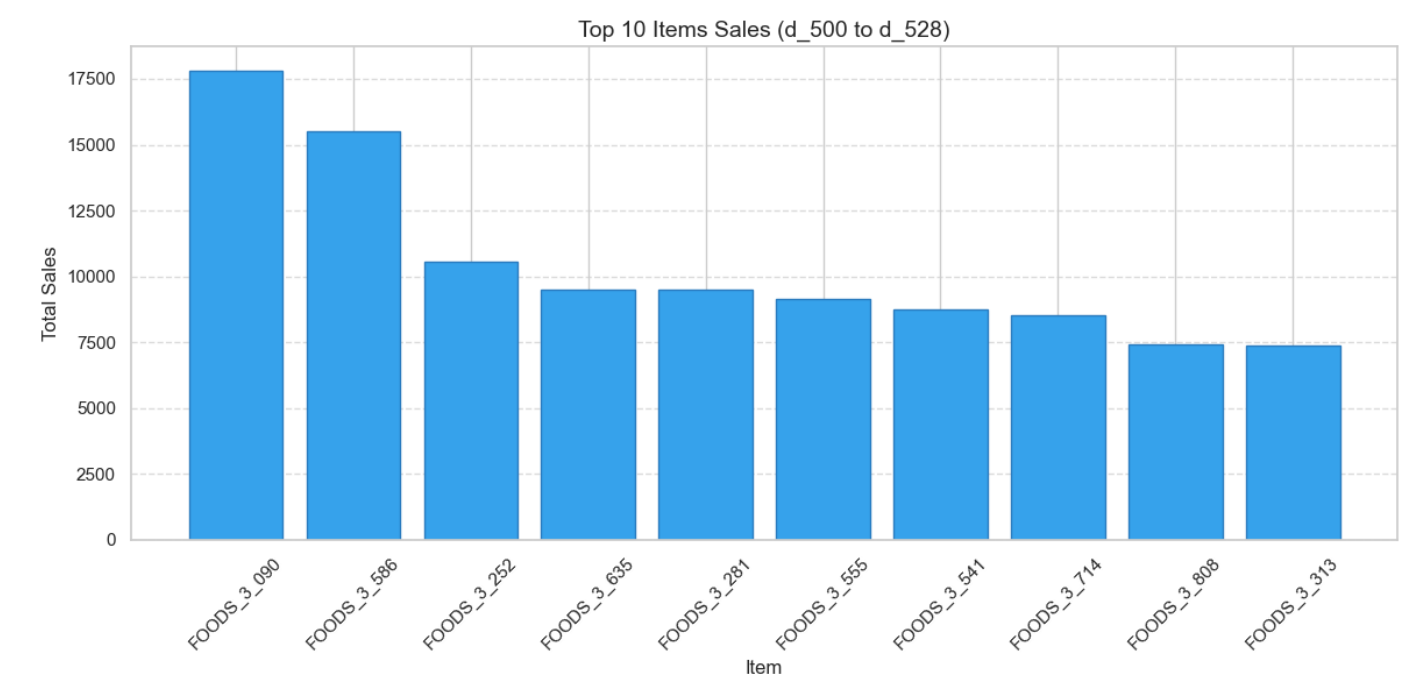 Top 10 Items Sales (d_500 to d_528)
Total Sales
17500
15000
12500
10000
7500
5000
2500
0
FOODS_3_090
FOODS_3_586
FOODS_3_252
FOODS_3_635
FOODS_3_281
FOODS_3_555
FOODS_3_541
FOODS_3_714
FOODS_3_808
FOODS_3_313
Item